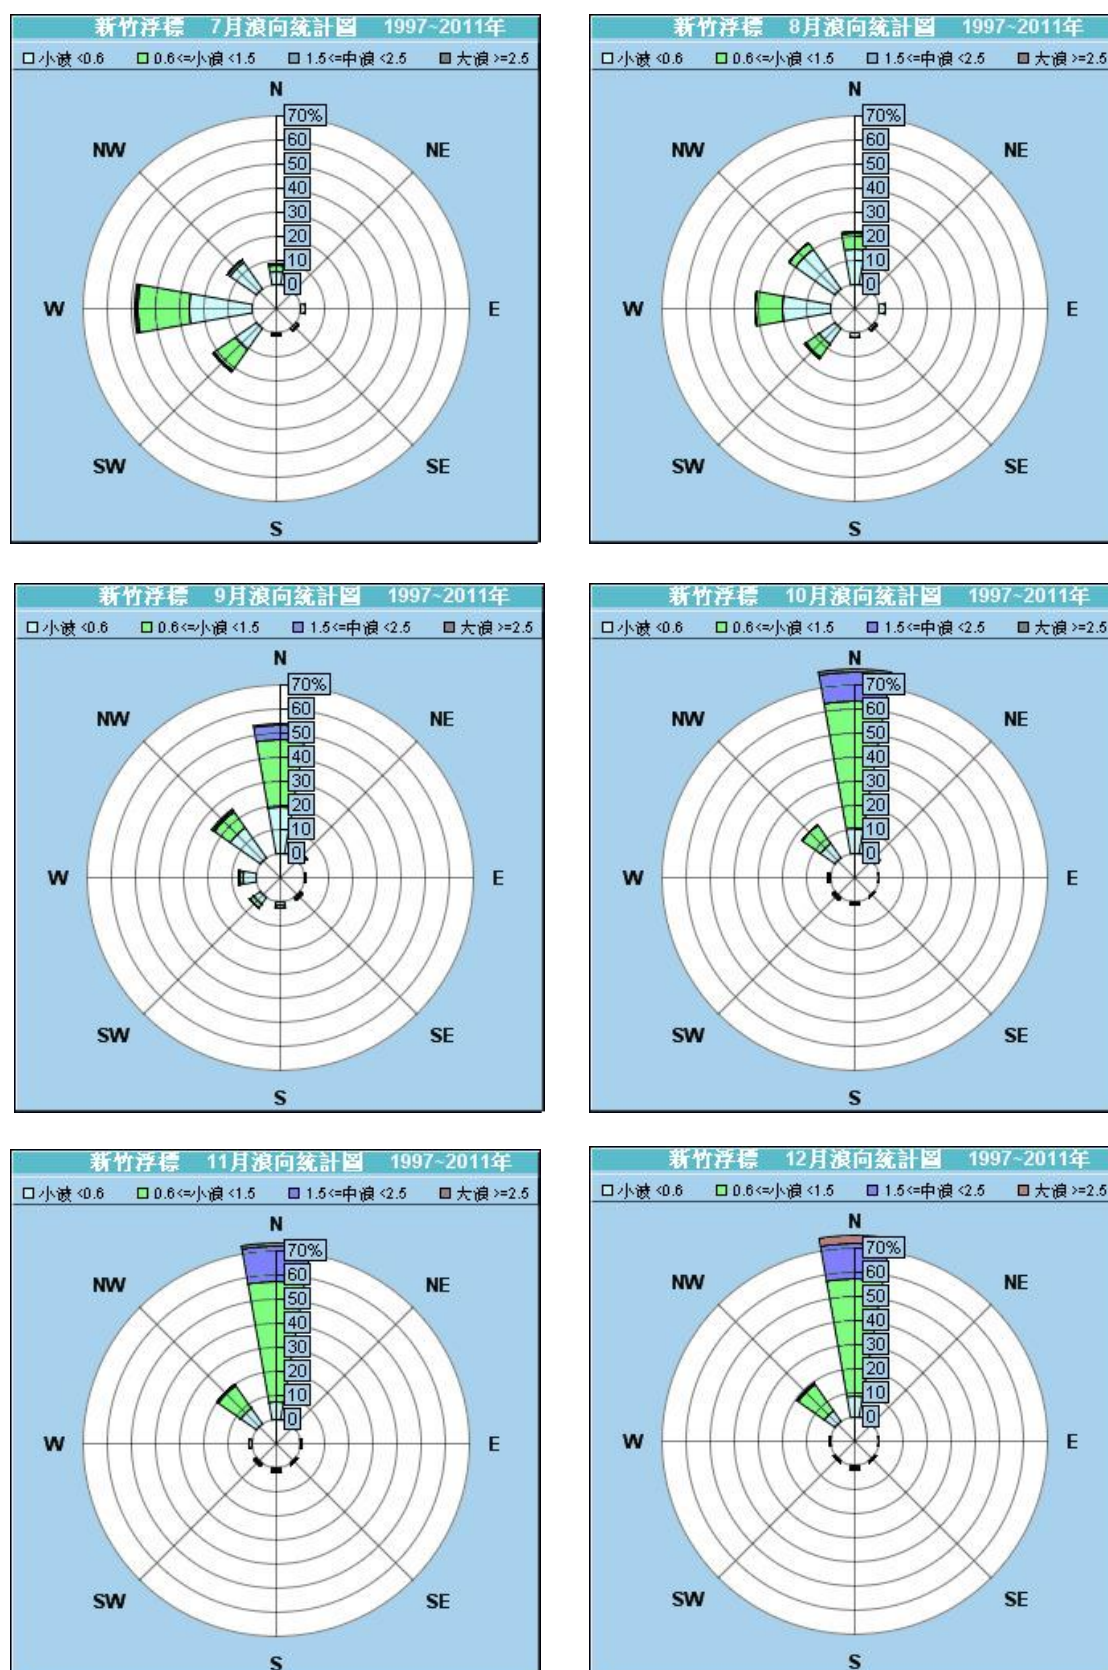 新竹浮標 7月浪向統計圖 1997~2011年
小波 <0.6 0.6<=小浪 <1.5 1.5<=中浪 <2.5 大浪 >=2.5
N
70%
60
50
40
30
20
10
0
NW
NE
W
E
SW
SE
S
新竹浮標 8月浪向統計圖 1997~2011年
小波 <0.6 0.6<=小浪 <1.5 1.5<=中浪 <2.5 大浪 >=2.5
N
70%
60
50
40
30
20
10
0
NW
NE
W
E
SW
SE
S
新竹浮標 9月浪向統計圖 1997~2011年
小波 <0.6 0.6<=小浪 <1.5 1.5<=中浪 <2.5 大浪 >=2.5
N
70%
60
50
40
30
20
10
0
NW
NE
W
E
SW
SE
S
新竹浮標 10月浪向統計圖 1997~2011年
小波 <0.6 0.6<=小浪 <1.5 1.5<=中浪 <2.5 大浪 >=2.5
N
70%
60
50
40
30
20
10
0
NW
NE
W
E
SW
SE
S
新竹浮標 11月浪向統計圖 1997~2011年
小波 <0.6 0.6<=小浪 <1.5 1.5<=中浪 <2.5 大浪 >=2.5
N
70%
60
50
40
30
20
10
0
NW
NE
W
E
SW
SE
S
新竹浮標 12月浪向統計圖 1997~2011年
小波 <0.6 0.6<=小浪 <1.5 1.5<=中浪 <2.5 大浪 >=2.5
N
70%
60
50
40
30
20
10
0
NW
NE
W
E
SW
SE
S